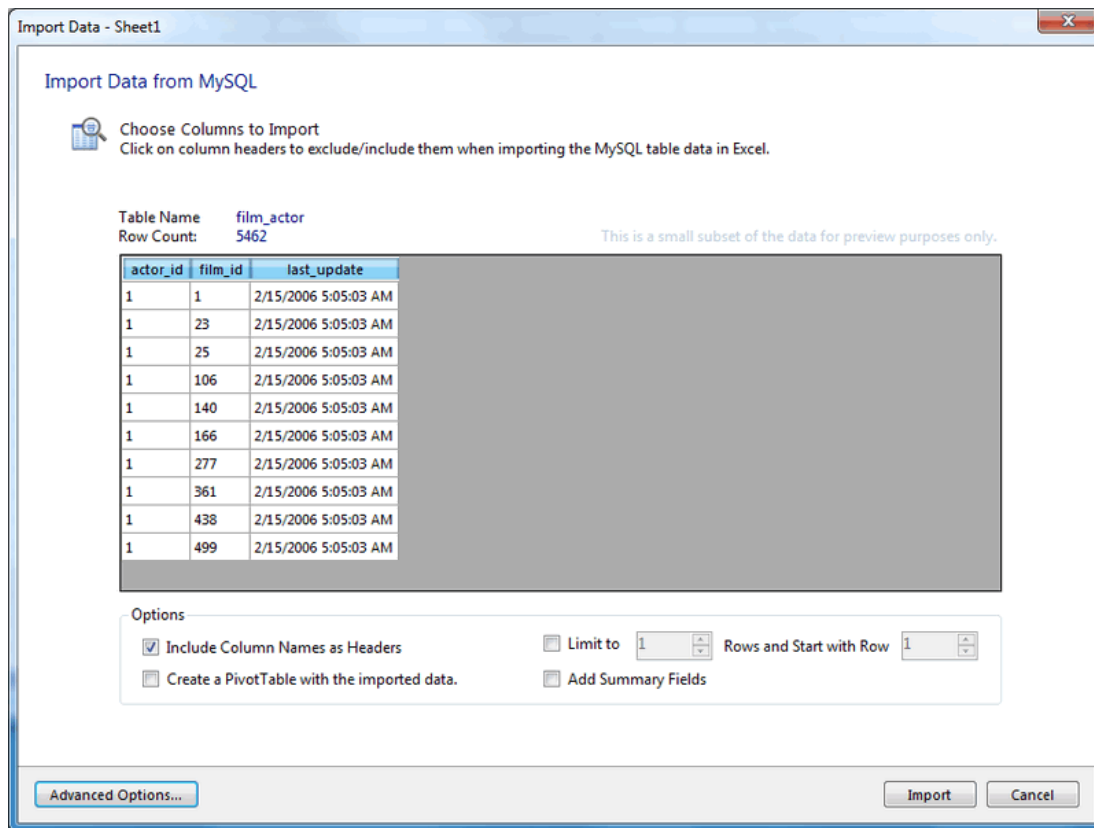 Import Data - Sheet1
Import Data from MySQL
Choose Columns to Import
Click on column headers to exclude/include them when importing the MySQL table data in Excel.
Table Name film_actor
Row Count: 5462 This is a small subset of the data for preview purposes only.
actor_id film_id last_update
1 1 2/15/2006 5:05:03 AM
1 23 2/15/2006 5:05:03 AM
1 25 2/15/2006 5:05:03 AM
1 106 2/15/2006 5:05:03 AM
1 140 2/15/2006 5:05:03 AM
1 166 2/15/2006 5:05:03 AM
1 277 2/15/2006 5:05:03 AM
1 361 2/15/2006 5:05:03 AM
1 438 2/15/2006 5:05:03 AM
1 499 2/15/2006 5:05:03 AM
Options
Include Column Names as Headers Limit to 1 Rows and Start with Row 1
Create a PivotTable with the imported data. Add Summary Fields
Advanced Options... Import Cancel